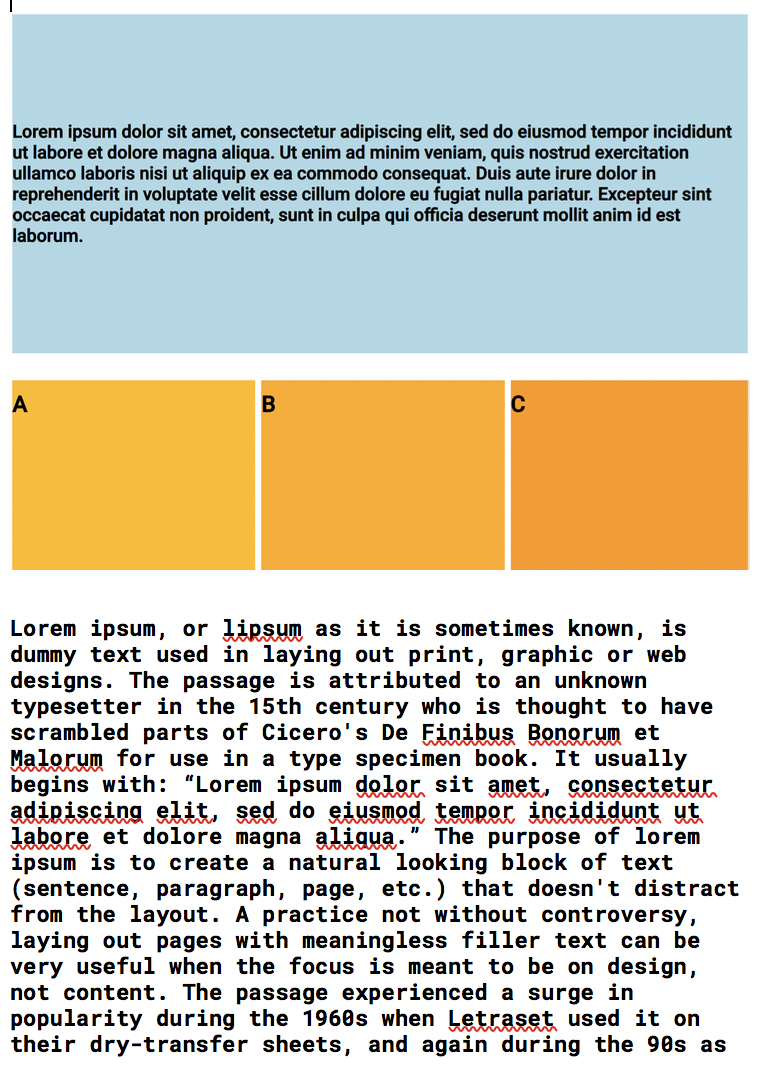 Lorem ipsum dolor sit amet, consectetur adipiscing elit, sed do eiusmod tempor incididunt
ut labore et dolore magna aliqua. Ut enim ad minim veniam, quis nostrud exercitation
ullamco laboris nisi ut aliquip ex ea commodo consequat. Duis aute irure dolor in
reprehenderit in voluptate velit esse cillum dolore eu fugiat nulla pariatur. Excepteur sint
occaecat cupidatat non proident, sunt in culpa qui officia deserunt mollit anim id est
laborum.
A B C
Lorem ipsum, or lipsum as it is sometimes known, is
dummy text used in laying out print, graphic or web
designs. The passage is attributed to an unknown
typesetter in the 15th century who is thought to have
scrambled parts of Cicero's De Finibus Bonorum et
Malorum for use in a type specimen book. It usually
begins with: “Lorem ipsum dolor sit amet, consectetur
adipiscing elit, sed do eiusmod tempor incididunt ut
labore et dolore magna aliqua.” The purpose of lorem
ipsum is to create a natural looking block of text
(sentence, paragraph, page, etc.) that doesn't distract
from the layout. A practice not without controversy,
laying out pages with meaningless filler text can be
very useful when the focus is meant to be on design,
not content. The passage experienced a surge in
popularity during the 1960s when Letraset used it on
their dry-transfer sheets, and again during the 90s as